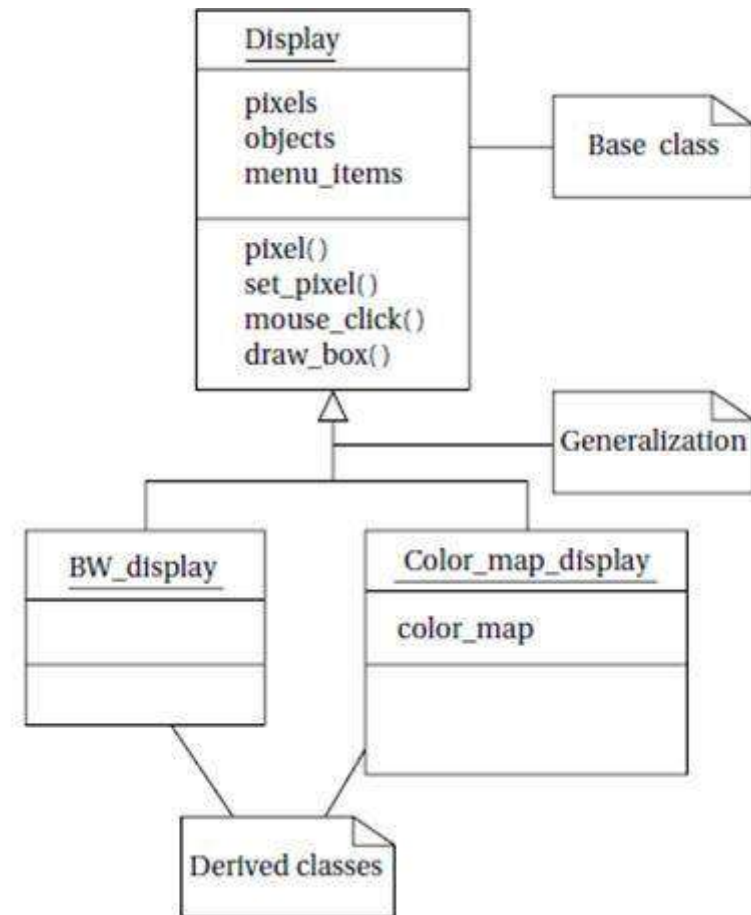 Display
pixels
objects
menu_items
Base class
pixel()
set_pixel()
mouse_click()
draw_box()
Generalization
BW_display
Color_map_display
color_map
Derived classes